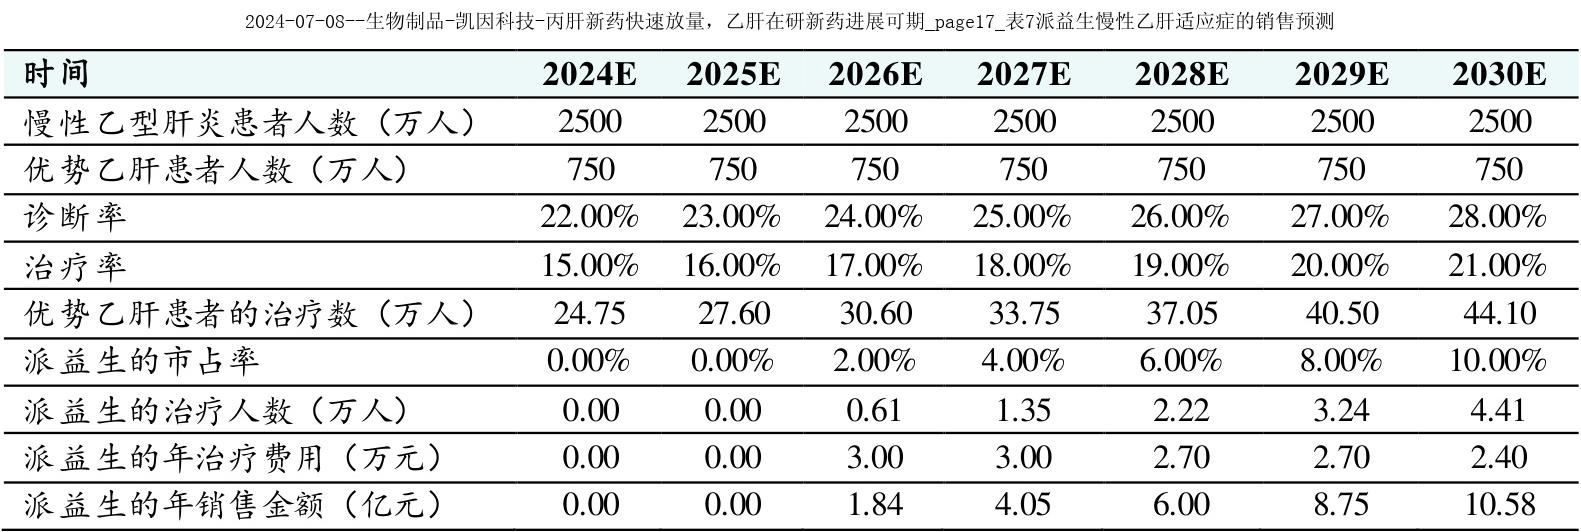 2024-07-08--生物制品-凯因科技-丙肝新药快速放量，乙肝在研新药进展可期_page17_表7派益生慢性乙肝适应症的销售预测
时间 2024E 2025E 2026E 2027E 2028E 2029E 2030E
慢性乙型肝炎患者人数（万人） 2500 2500 2500 2500 2500 2500 2500
优势乙肝患者人数（万人） 750 750 750 750 750 750 750
诊断率 22.00% 23.00% 24.00% 25.00% 26.00% 27.00% 28.00%
治疗率 15.00% 16.00% 17.00% 18.00% 19.00% 20.00% 21.00%
优势乙肝患者的治疗数（万人） 24.75 27.60 30.60 33.75 37.05 40.50 44.10
派益生的市占率 0.00% 0.00% 2.00% 4.00% 6.00% 8.00% 10.00%
派益生的治疗人数（万人） 0.00 0.00 0.61 1.35 2.22 3.24 4.41
派益生的年治疗费用（万元） 0.00 0.00 3.00 3.00 2.70 2.70 2.40
派益生的年销售金额（亿元） 0.00 0.00 1.84 4.05 6.00 8.75 10.58